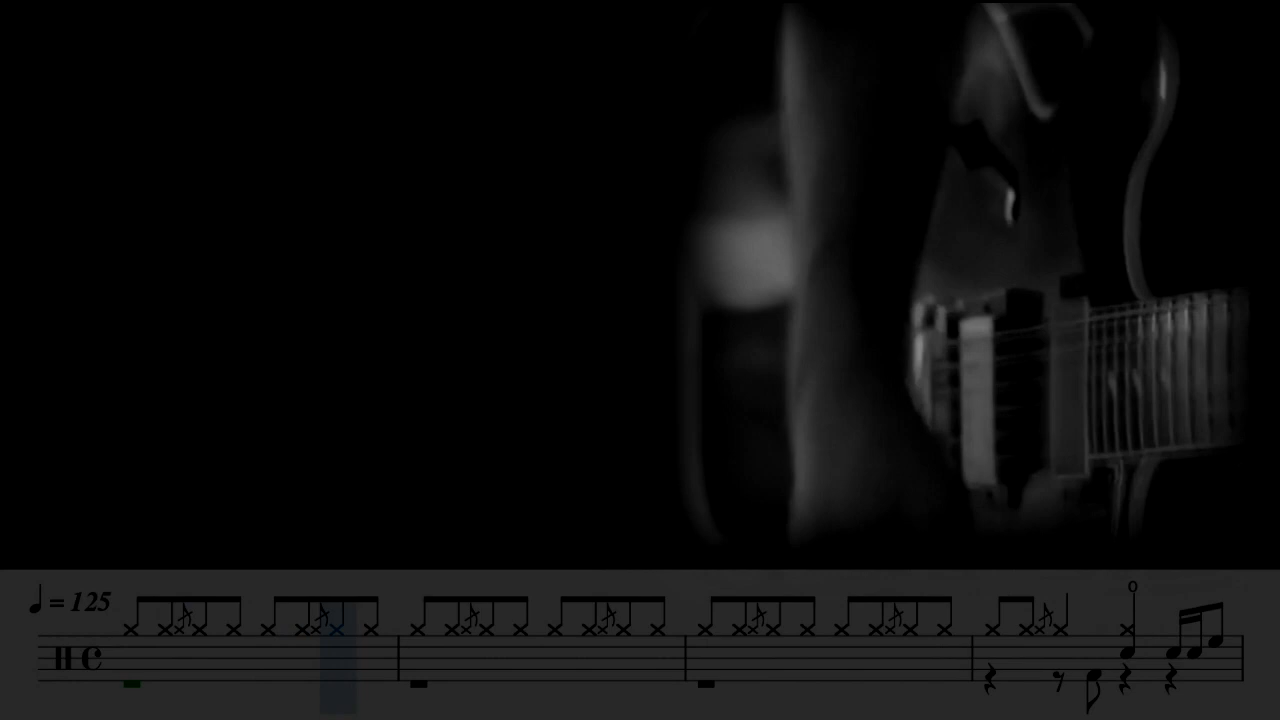 ♩ = 125
o